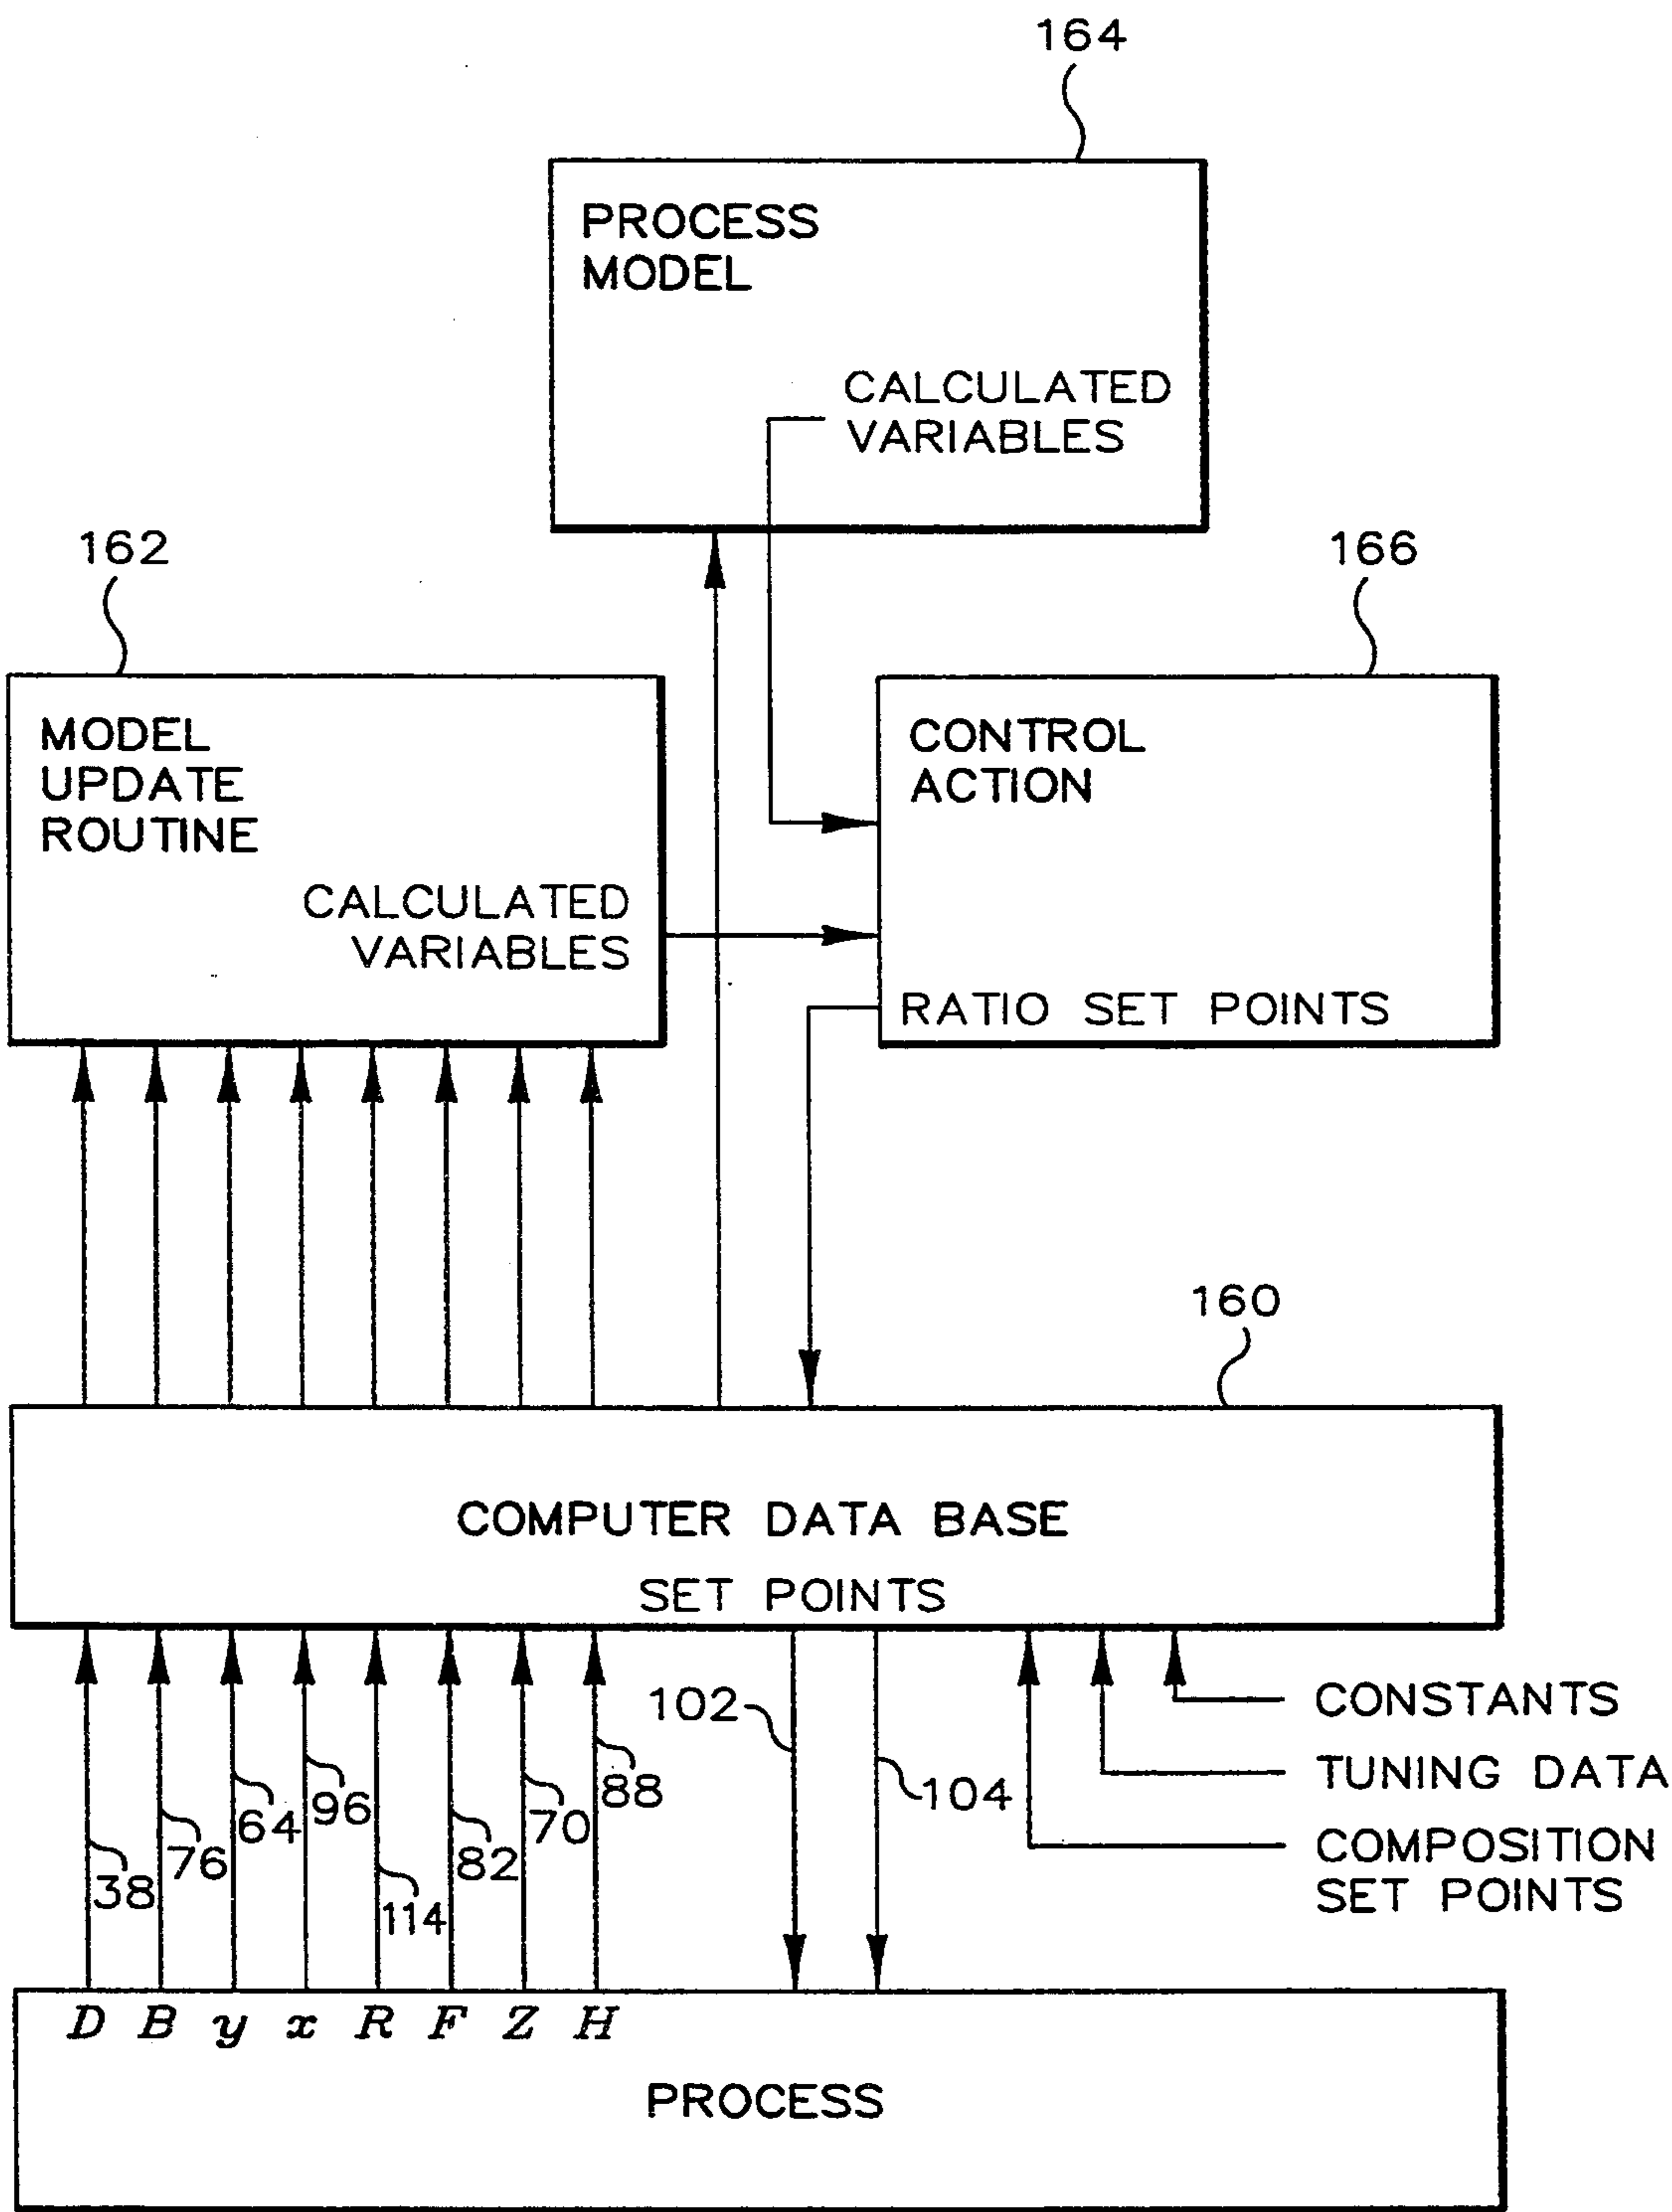 164
PROCESS
MODEL
CALCULATED
VARIABLES
162
166
MODEL
UPDATE
ROUTINE
CALCULATED
VARIABLES
CONTROL
ACTION
RATIO SET POINTS
160
COMPUTER DATA BASE
SET POINTS
102
104
88
70
82
114
96
64
76
38
CONSTANTS
TUNING DATA
COMPOSITION
SET POINTS
D B y x R F Z H
PROCESS